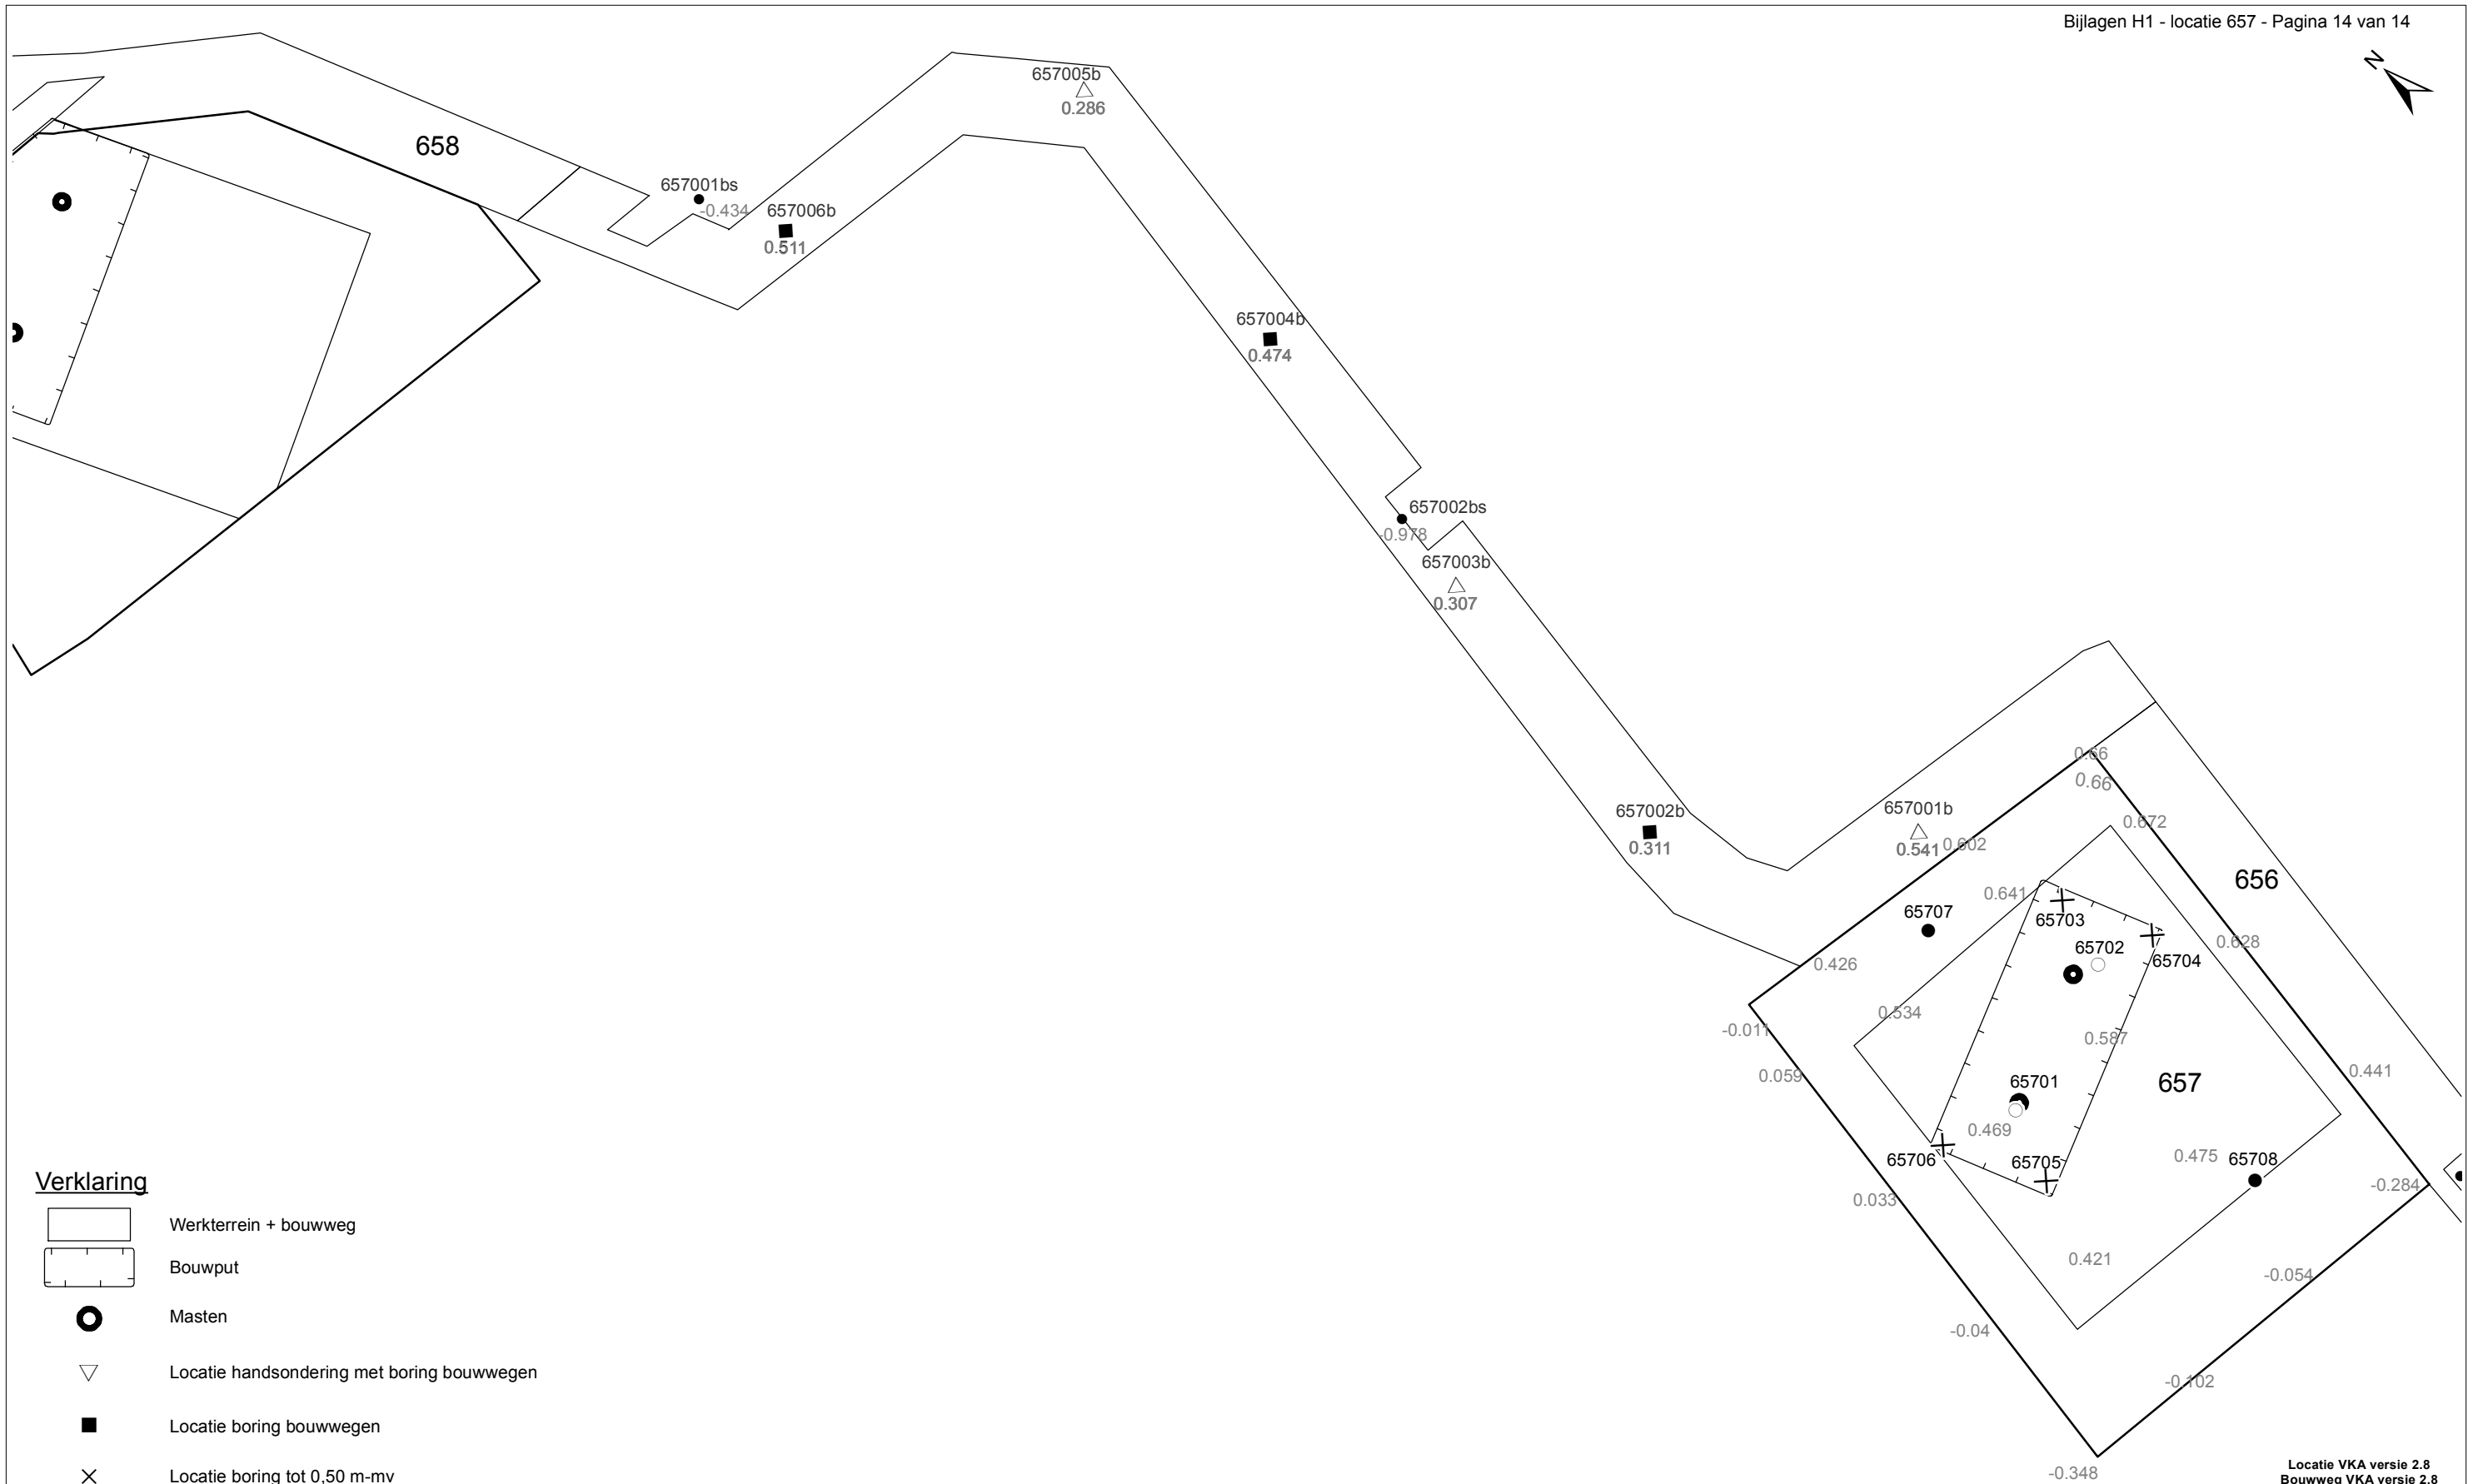 Bijlagen H1 - locatie 657 - Pagina 14 van 14
N
657005b
0.286
658
657001bs
-0.434
657006b
0.511
657004b
0.474
657002bs
-0.978
657003b
0.307
657002b
0.311
657001b
0.541
0.602
0.66
0.66
0.672
656
0.641
65707
65703
65702
65704
0.628
0.426
0.534
-0.011
0.587
0.059
65701
657
0.441
0.469
65706
65705
0.475
65708
-0.284
0.033
0.421
-0.054
-0.04
-0.102
-0.348
Verklaring
Werkterrein + bouwweg
Bouwput
Masten
Locatie handsondering met boring bouwwegen
Locatie boring bouwwegen
Locatie boring tot 0,50 m-mv
Locatie VKA versie 2.8
Bouwweg VKA versie 2.8